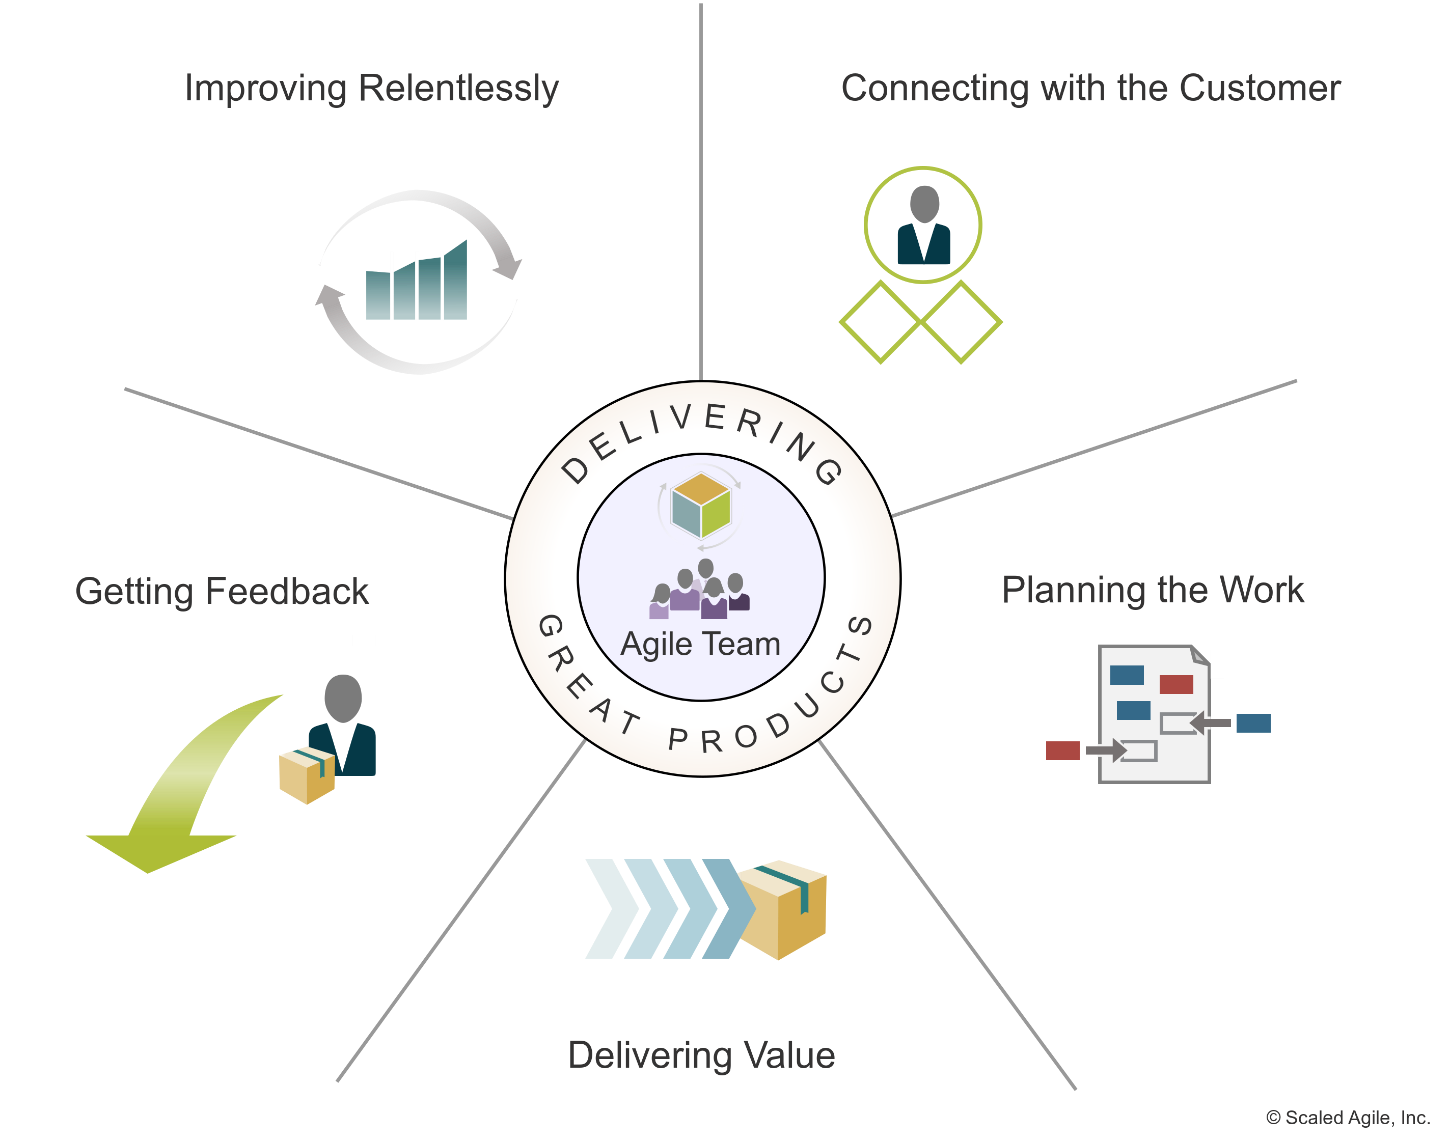 Improving Relentlessly
Connecting with the Customer
DELIVERING
GREAT PRODUCTS
Agile Team
Getting Feedback
Planning the Work
Delivering Value
© Scaled Agile, Inc.